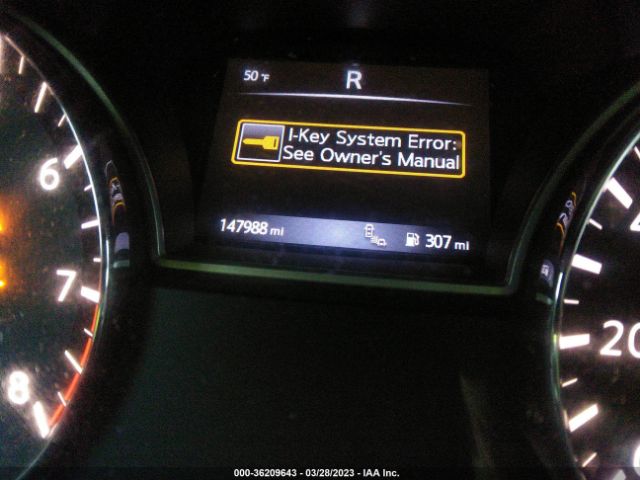 50 °F
R
I-Key System Error:
See Owner's Manual
147988 mi
307 mi
6
7
8
20
000-36209643 - 03/28/2023 - IAA Inc.